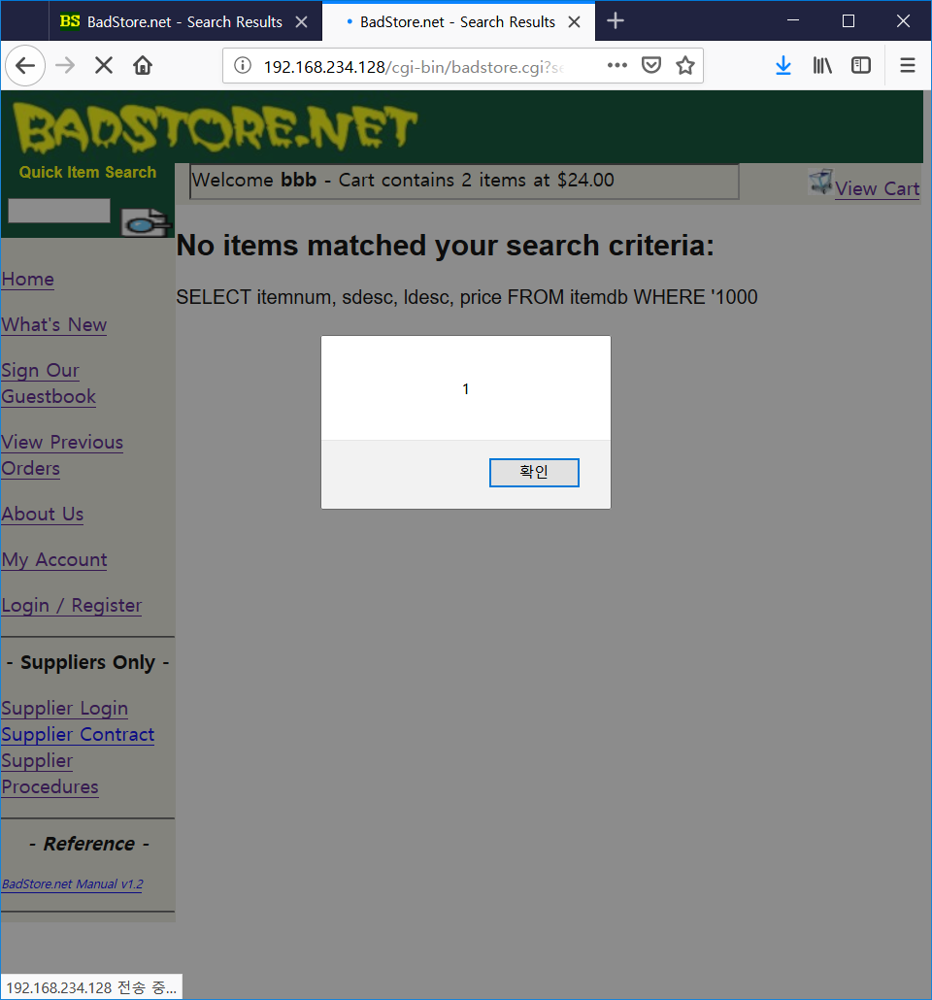 BS BadStore.net - Search Results
BadStore.net - Search Results
192.168.234.128/cgi-bin/badstore.cgi?se
BADSTORE.NET
Quick Item Search
Welcome bbb - Cart contains 2 items at $24.00
View Cart
No items matched your search criteria:
SELECT itemnum, sdesc, ldesc, price FROM itemdb WHERE '1000
1
확인
Home
What's New
Sign Our
Guestbook
View Previous
Orders
About Us
My Account
Login / Register
- Suppliers Only -
Supplier Login
Supplier Contract
Supplier
Procedures
- Reference -
BadStore.net Manual v1.2
192.168.234.128 전송 중...